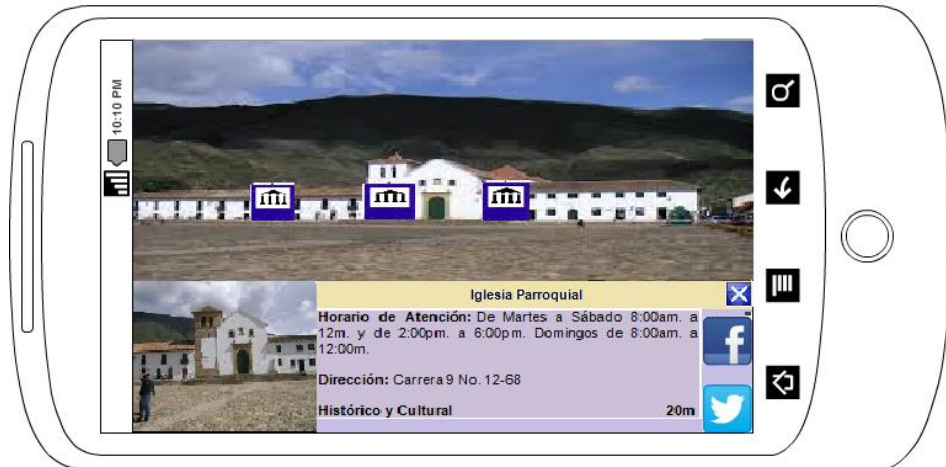 10:10 PM
Iglesia Parroquial
Horario de Atención: De Martes a Sábado 8:00am. a
12m. y de 2:00pm. a 6:00pm. Domingos de 8:00am. a
12:00m.
Dirección: Carrera 9 No. 12-68
Histórico y Cultural 20m